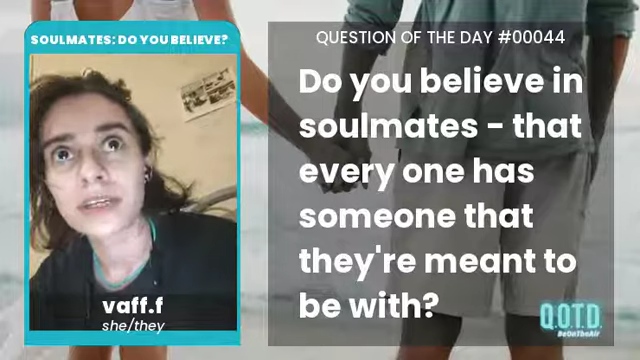 SOULMATES: DO YOU BELIEVE?
vaff.f
she/they
QUESTION OF THE DAY #00044
Do you believe in
soulmates - that
every one has
someone that
they're meant to
be with?
Q.O.T.D.
BeOnTheAir